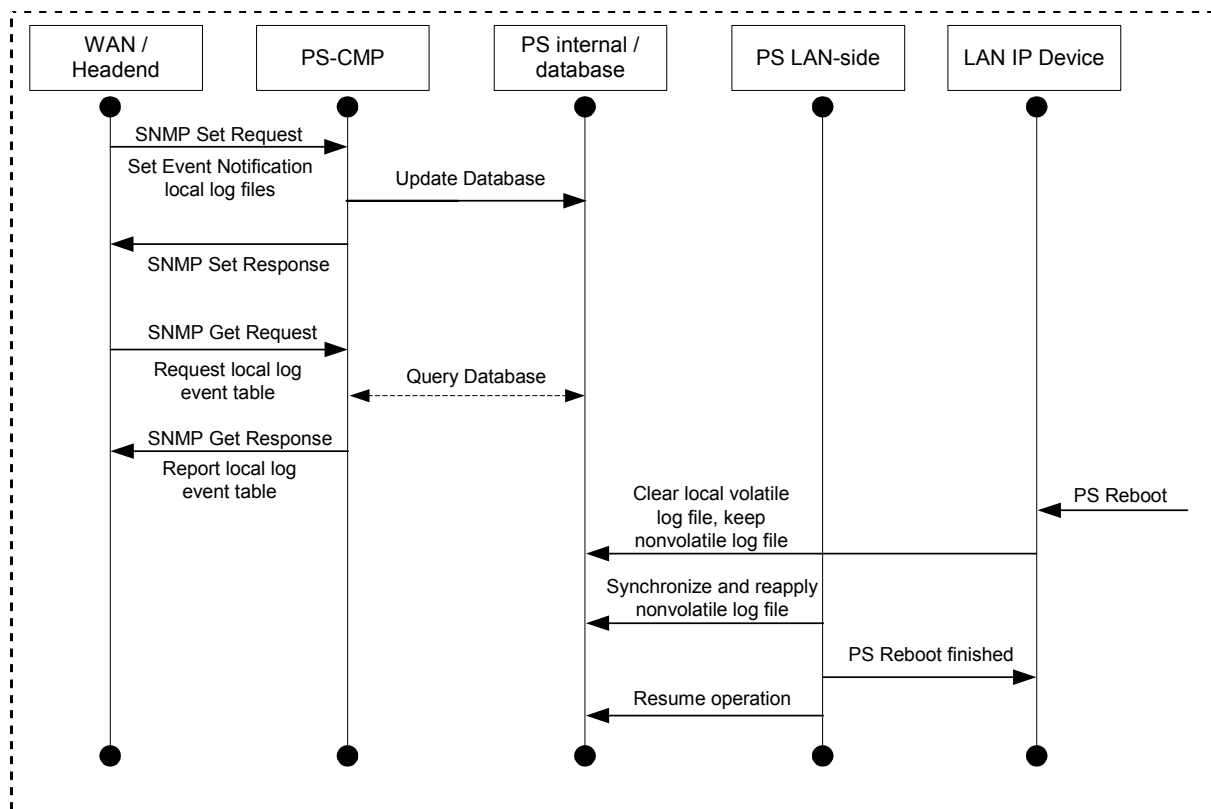 WAN /
Headend
PS-CMP
PS internal /
database
PS LAN-side
LAN IP Device
SNMP Set Request
Set Event Notification
local log files
Update Database
SNMP Set Response
SNMP Get Request
Request local log
event table
Query Database
SNMP Get Response
Report local log
event table
PS Reboot
Clear local volatile
log file, keep
nonvolatile log file
Synchronize and reapply
nonvolatile log file
PS Reboot finished
Resume operation